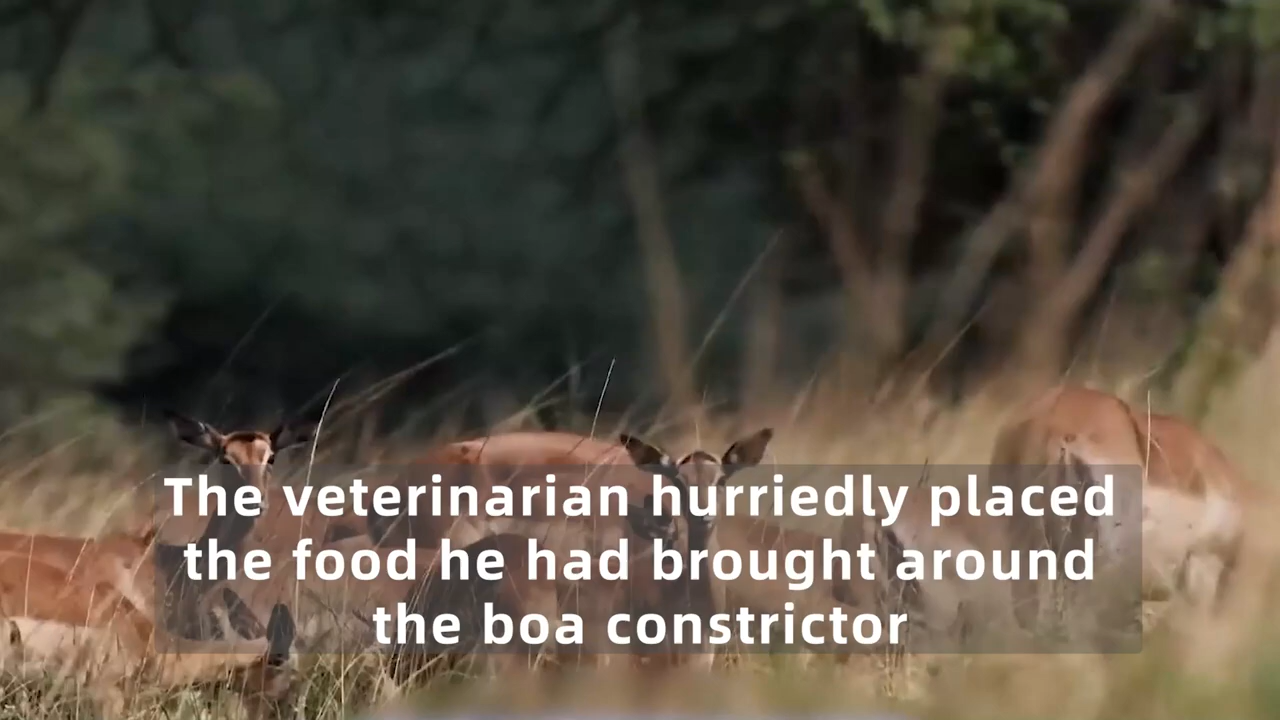 The veterinarian hurriedly placed
the food he had brought around
the boa constrictor